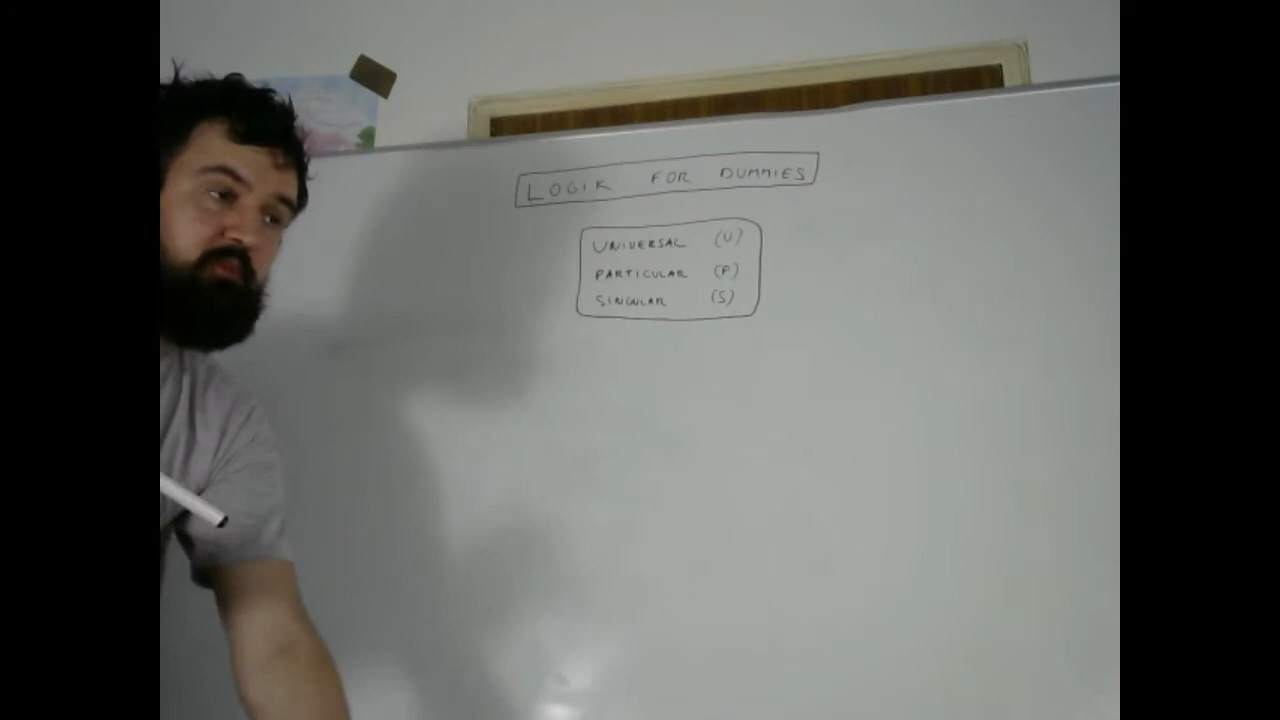 LOGIK FOR DUMMIES
UNIVERSAL (U)
PARTICULAR (P)
SINGULAR (S)